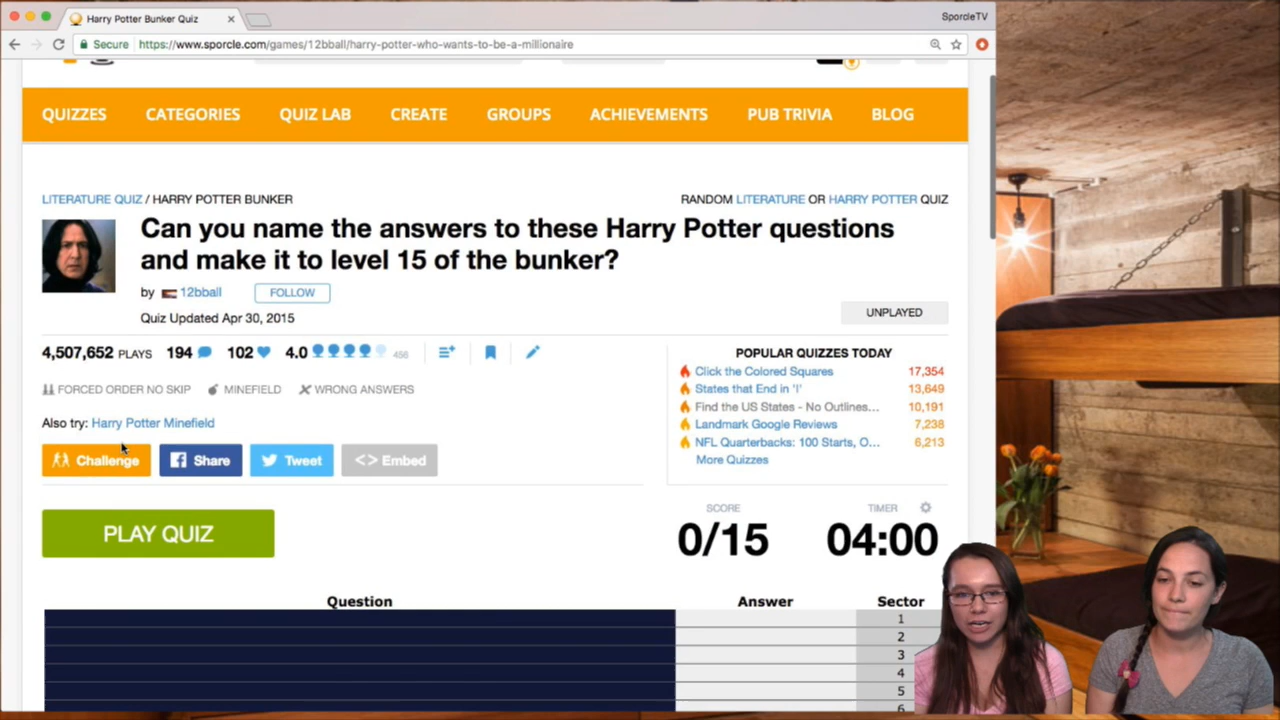 Harry Potter Bunker Quiz
SporcleTV
Secure https://www.sporcle.com/games/12bball/harry-potter-who-wants-to-be-a-millionaire
QUIZZES CATEGORIES QUIZ LAB CREATE GROUPS ACHIEVEMENTS PUB TRIVIA BLOG
LITERATURE QUIZ / HARRY POTTER BUNKER
RANDOM LITERATURE OR HARRY POTTER QUIZ
Can you name the answers to these Harry Potter questions
and make it to level 15 of the bunker?
by 12bball FOLLOW
Quiz Updated Apr 30, 2015
UNPLAYED
4,507,652 PLAYS 194 102 4.0 456
FORCED ORDER NO SKIP MINEFIELD WRONG ANSWERS
Also try: Harry Potter Minefield
Challenge Share Tweet <> Embed
POPULAR QUIZZES TODAY
Click the Colored Squares 17,354
States that End in 'I' 13,649
Find the US States - No Outlines... 10,191
Landmark Google Reviews 7,238
NFL Quarterbacks: 100 Starts, O... 6,213
More Quizzes
PLAY QUIZ
SCORE TIMER
0/15 04:00
Question Answer Sector
1
2
3
4
5
6